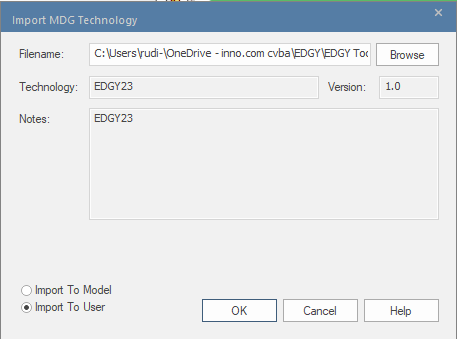 Import MDG Technology
Filename: C:\Users\rudi-\OneDrive - inno.com cvba\EDGY\EDGY Too Browse
Technology: EDGY23 Version: 1.0
Notes: EDGY23
Import To Model
Import To User
OK Cancel Help